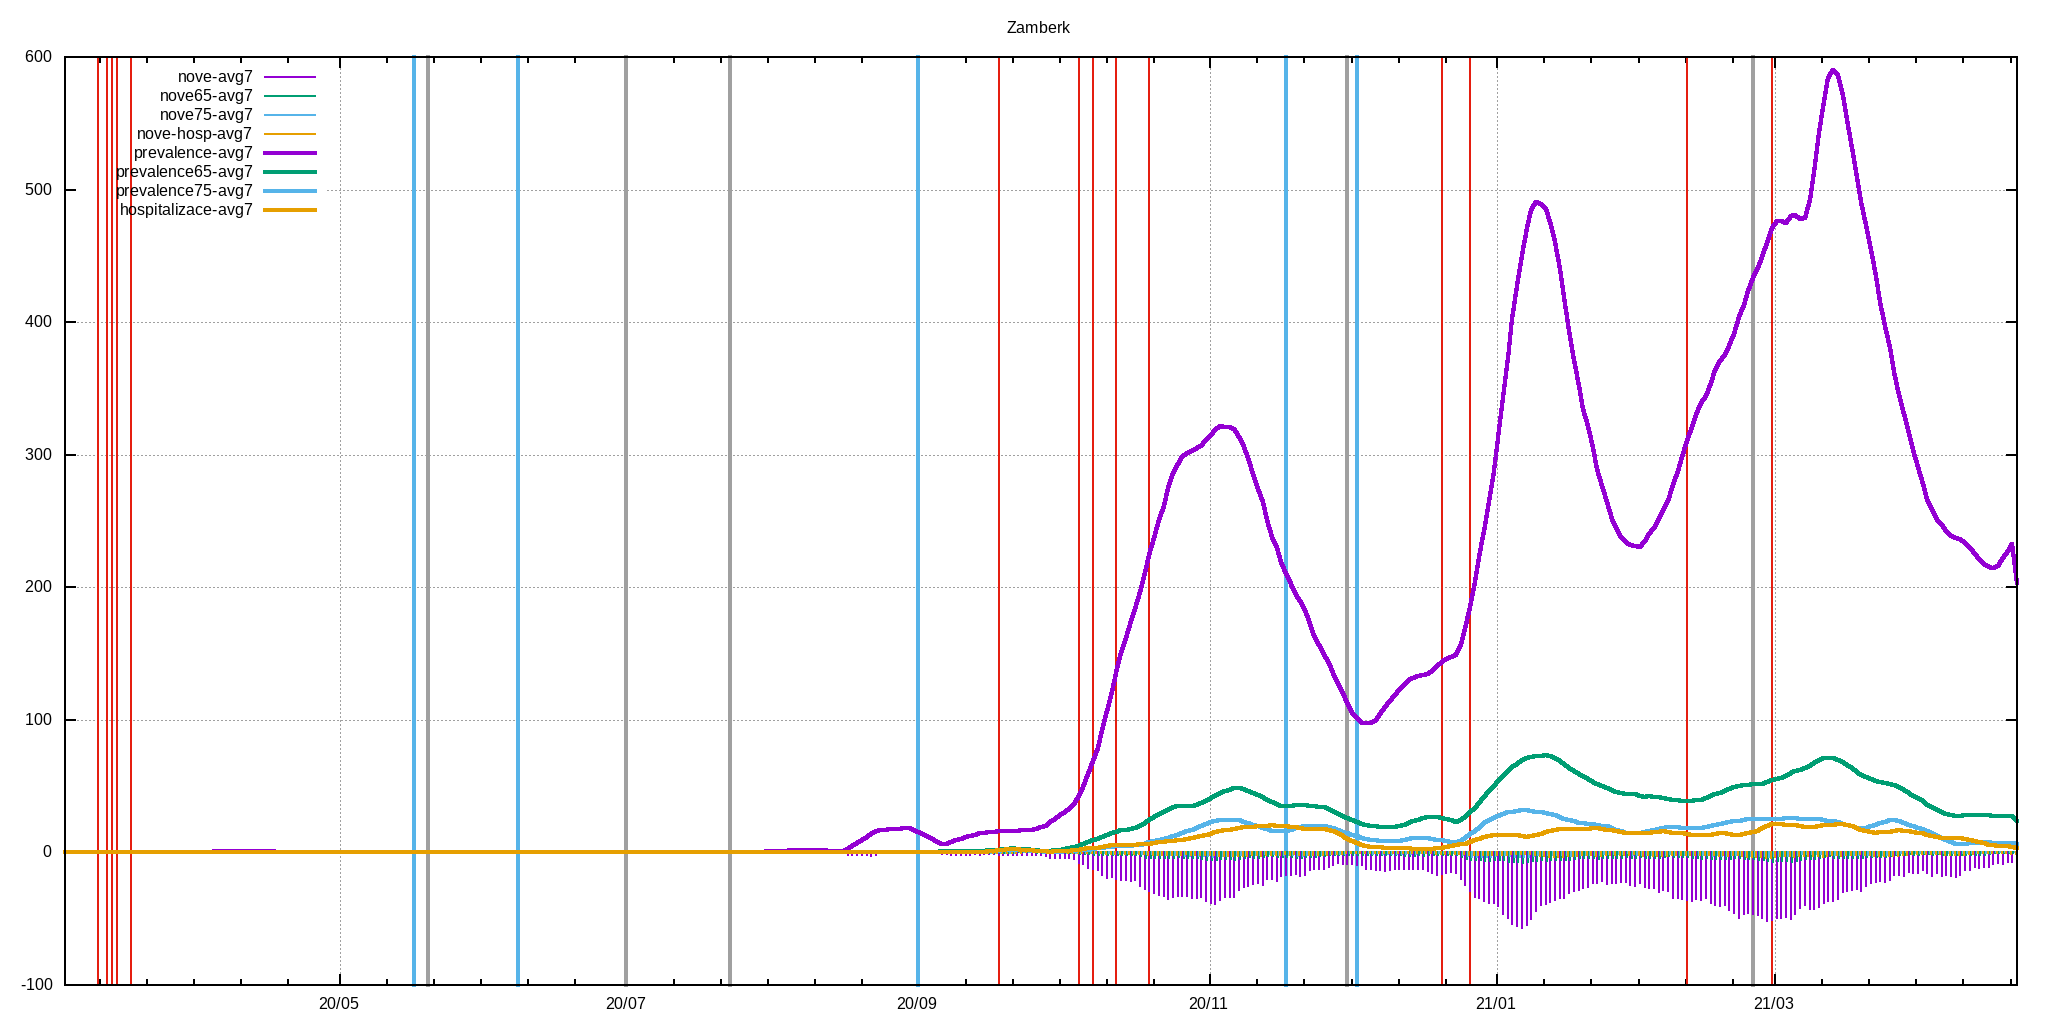 Zamberk
600
500
400
300
200
100
0
-100
nove-avg7
nove65-avg7
nove75-avg7
nove-hosp-avg7
prevalence-avg7
prevalence65-avg7
prevalence75-avg7
hospitalizace-avg7
20/05
20/07
20/09
20/11
21/01
21/03